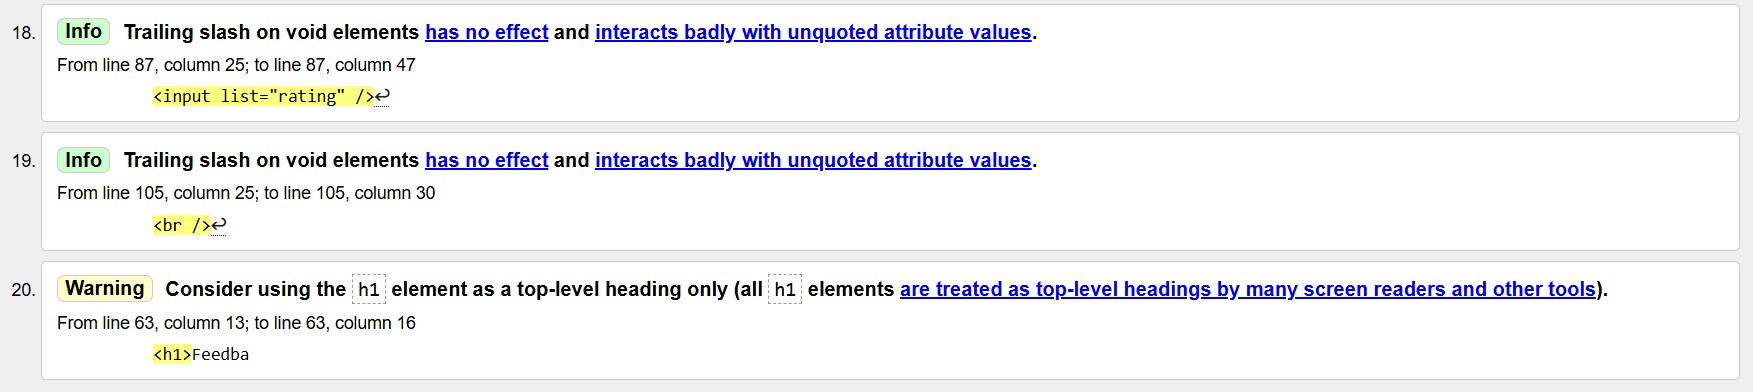 18. Info Trailing slash on void elements has no effect and interacts badly with unquoted attribute values.
From line 87, column 25; to line 87, column 47
<input list="rating" />↩
19. Info Trailing slash on void elements has no effect and interacts badly with unquoted attribute values.
From line 105, column 25; to line 105, column 30
<br />↩
20. Warning Consider using the h1 element as a top-level heading only (all h1 elements are treated as top-level headings by many screen readers and other tools).
From line 63, column 13; to line 63, column 16
<h1>Feedba